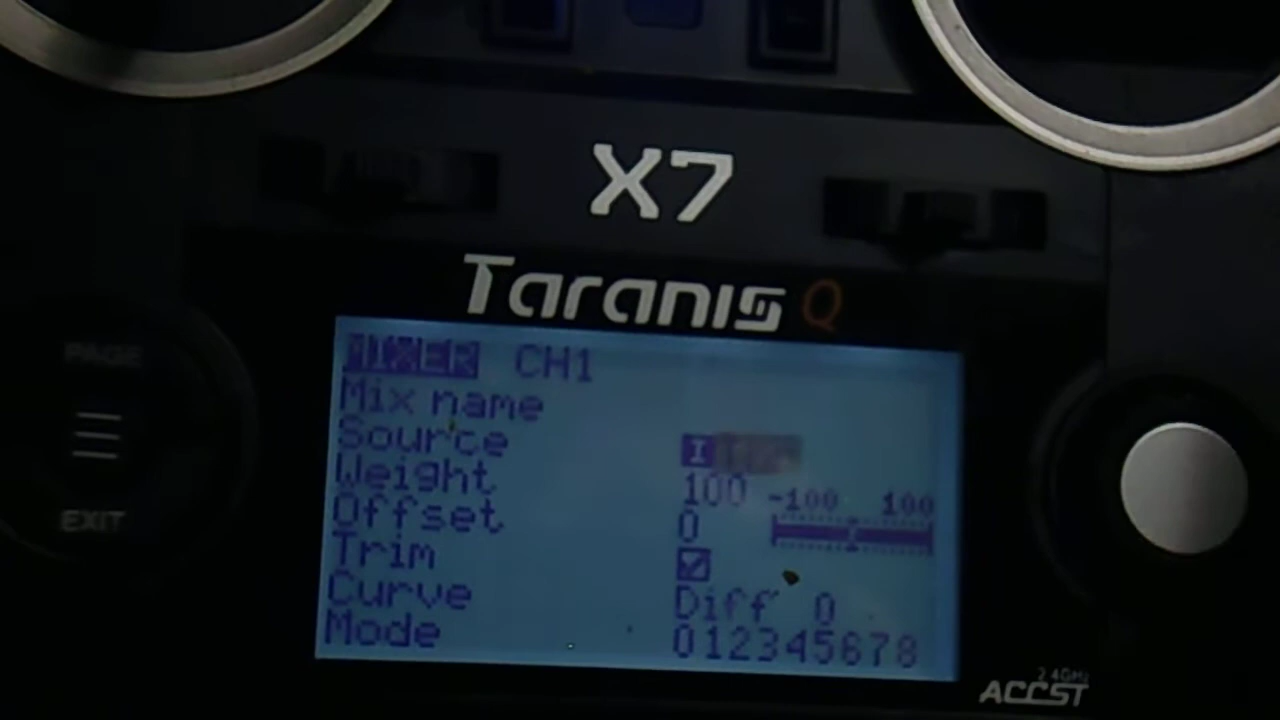 X7
Taranis Q
PAGE
EXIT
MIXER CH1
Mix name
Source I
Weight 100 -100 100
Offset 0
Trim
Curve Diff 0
Mode 012345678
2.4GHz
ACCST